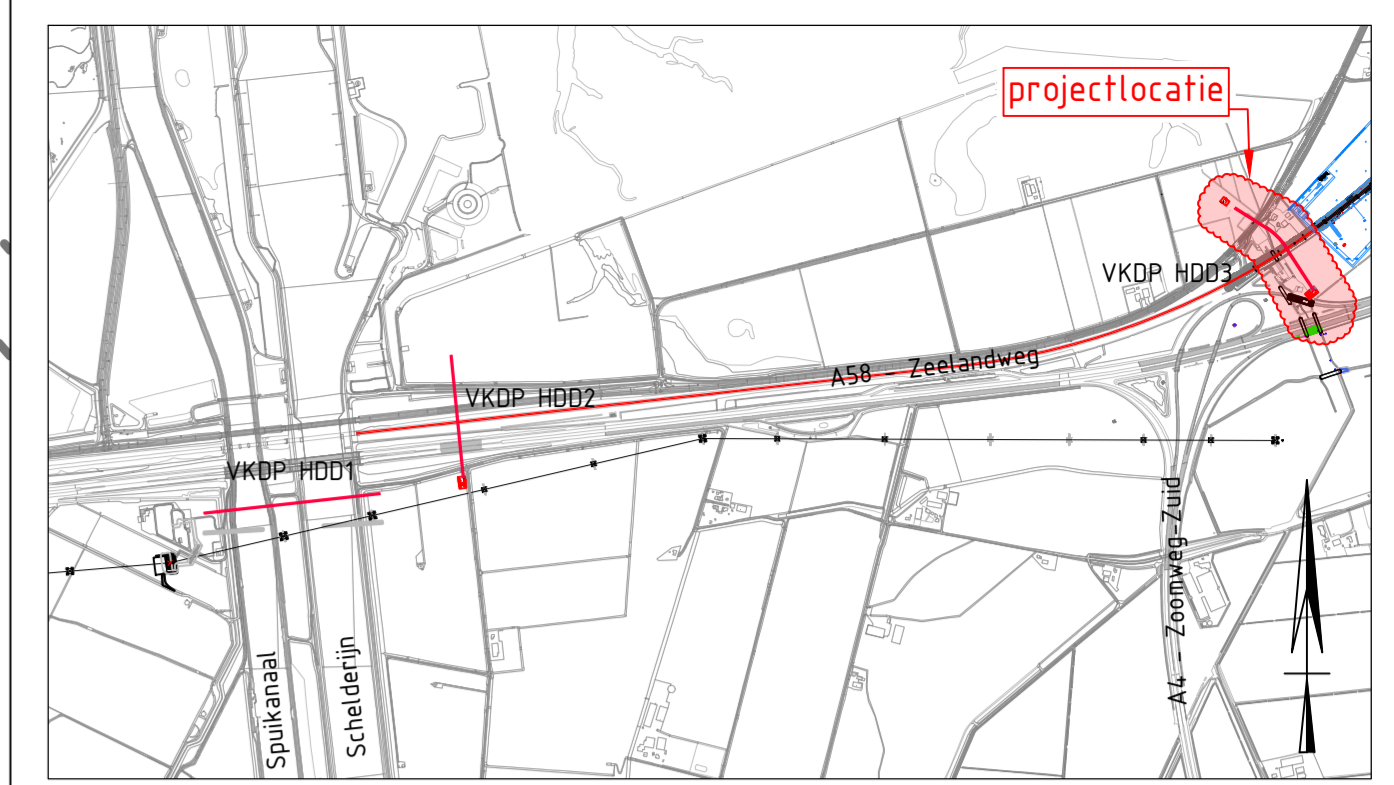 projectlocatie
VKDP HDD3
A58 - Zeelandweg
VKDP HDD2
VKDP HDD1
Spuikanaal
Schelderijn
A4 - Zoomweg-Zuid